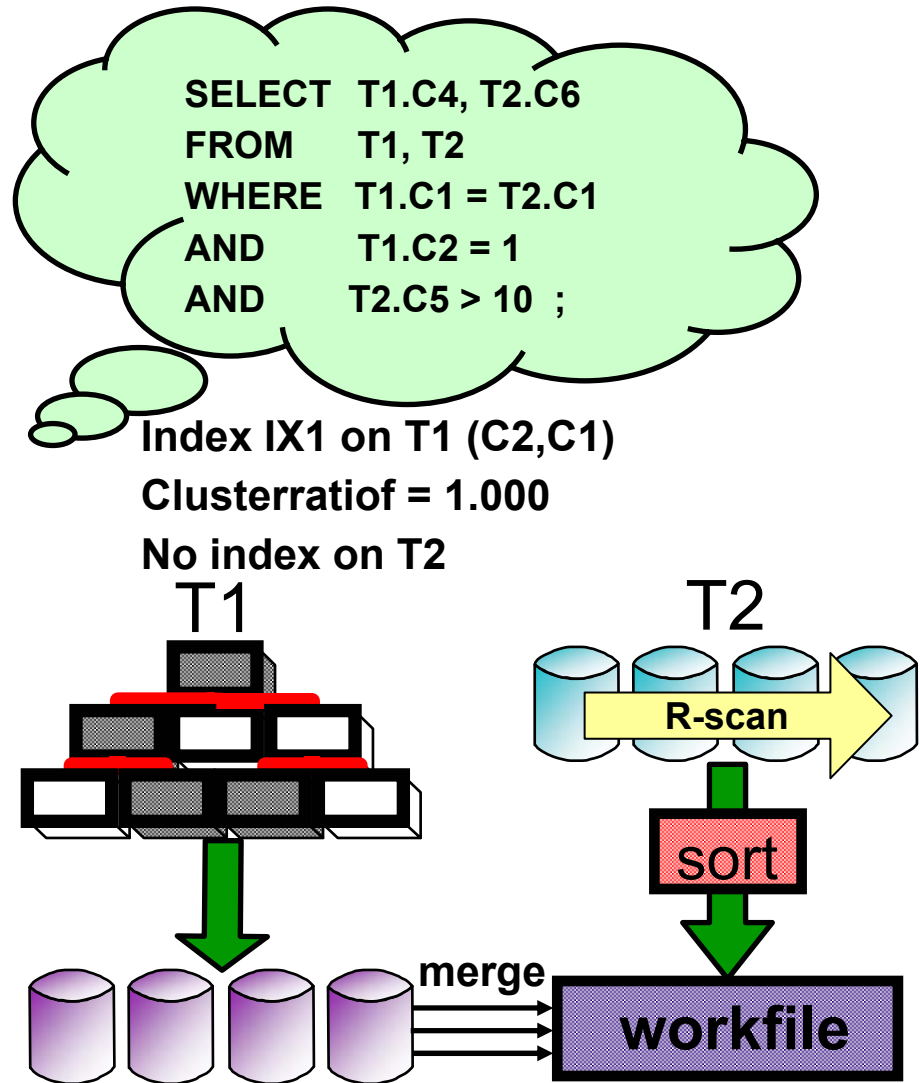 SELECT T1.C4, T2.C6
FROM T1, T2
WHERE T1.C1 = T2.C1
AND T1.C2 = 1
AND T2.C5 > 10 ;
Index IX1 on T1 (C2,C1)
Clusterratiof = 1.000
No index on T2
T1
T2
R-scan
sort
merge
workfile